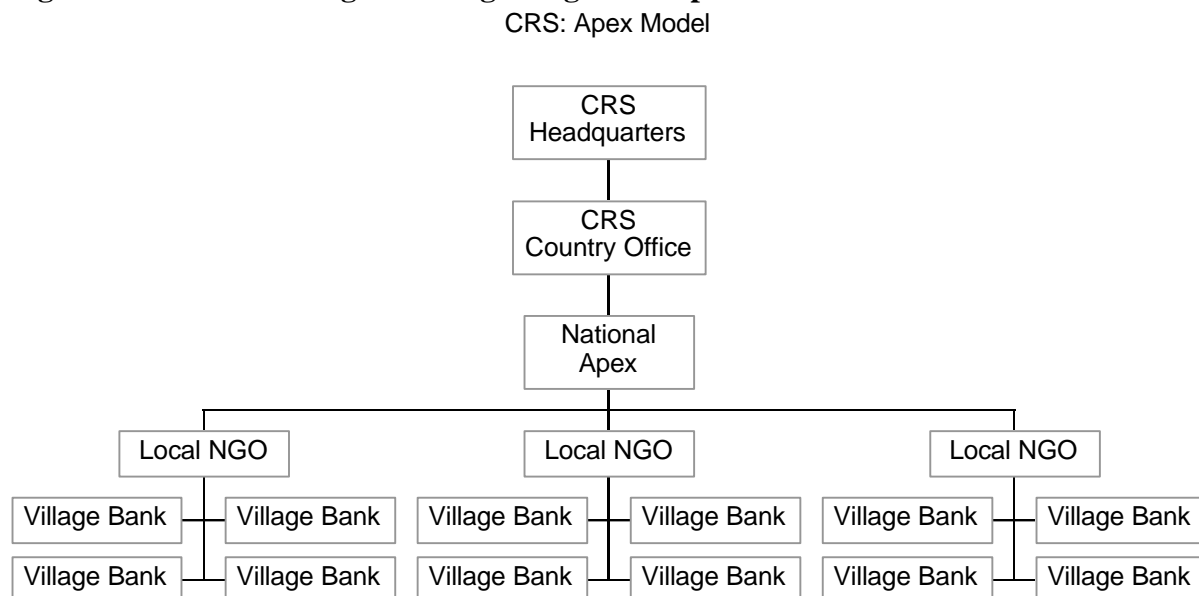 CRS: Apex Model
CRS
Headquarters
CRS
Country Office
National
Apex
Local NGO Local NGO Local NGO
Village Bank Village Bank Village Bank Village Bank Village Bank Village Bank
Village Bank Village Bank Village Bank Village Bank Village Bank Village Bank